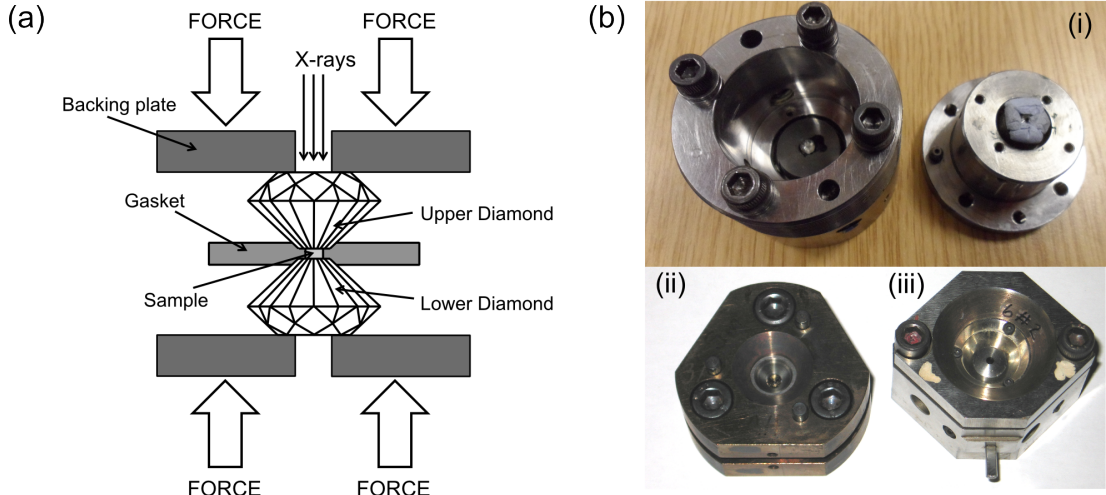 (a)
FORCE
FORCE
X-rays
Backing plate
Gasket
Upper Diamond
Sample
Lower Diamond
FORCE
FORCE
(b)
(i)
(ii)
(iii)